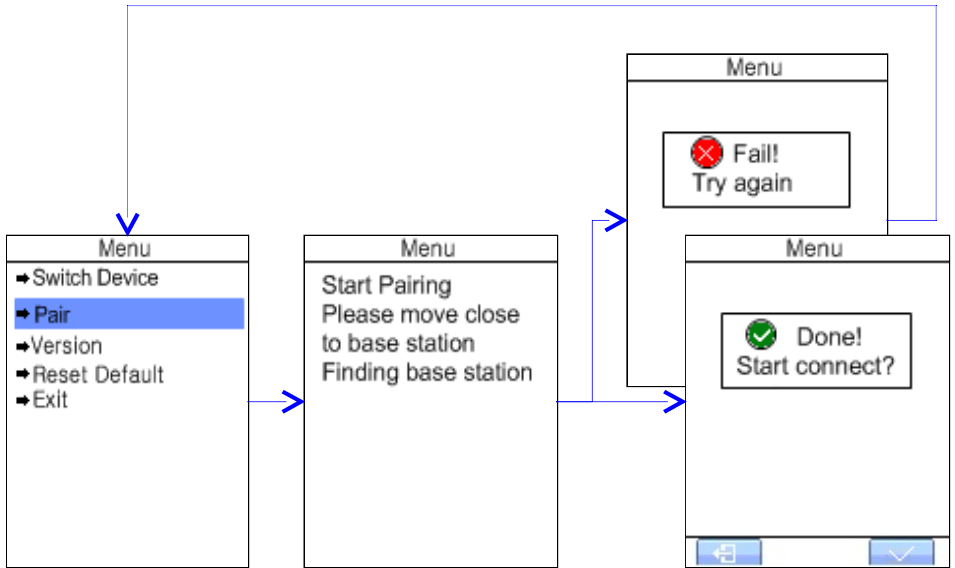 Menu
Fail!
Try again
Menu
Switch Device
Pair
Version
Reset Default
Exit
Menu
Start Pairing
Please move close
to base station
Finding base station
Menu
Done!
Start connect?